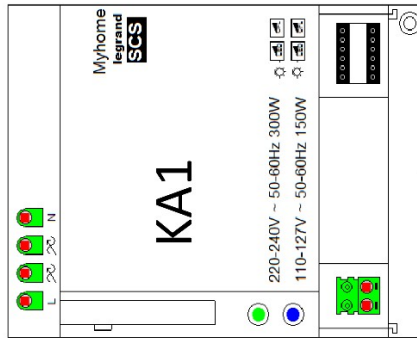 Myhome
legrand
SCS
KA1
220-240V ~ 50-60Hz 300W
110-127V ~ 50-60Hz 150W
L
N